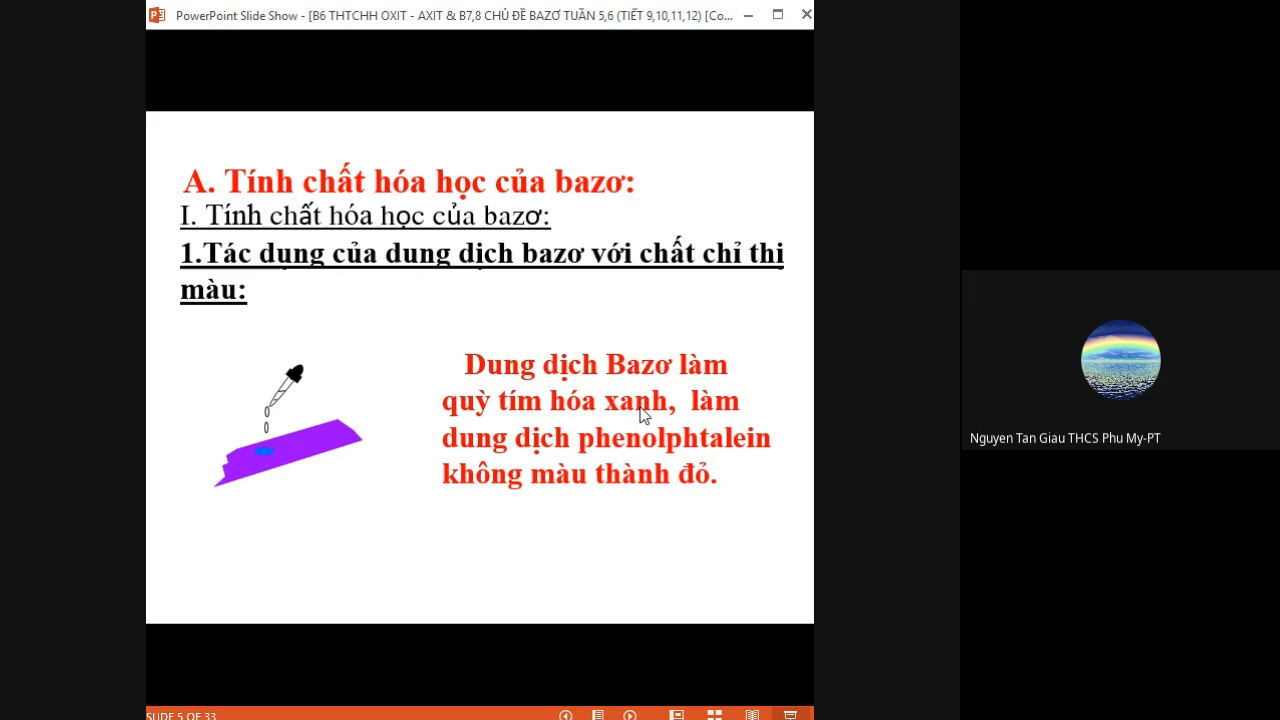 PowerPoint Slide Show - [B6 THTCHH OXIT - AXIT & B7,8 CHỦ ĐỀ BAZƠ TUẦN 5,6 (TIẾT 9,10,11,12) [Co...
A. Tính chất hóa học của bazơ:
I. Tính chất hóa học của bazơ:
1.Tác dụng của dung dịch bazơ với chất chỉ thị
màu:
Dung dịch Bazơ làm
quỳ tím hóa xanh, làm
dung dịch phenolphtalein
không màu thành đỏ.
Nguyen Tan Giau THCS Phu My-PT
SLIDE 5 OF 33